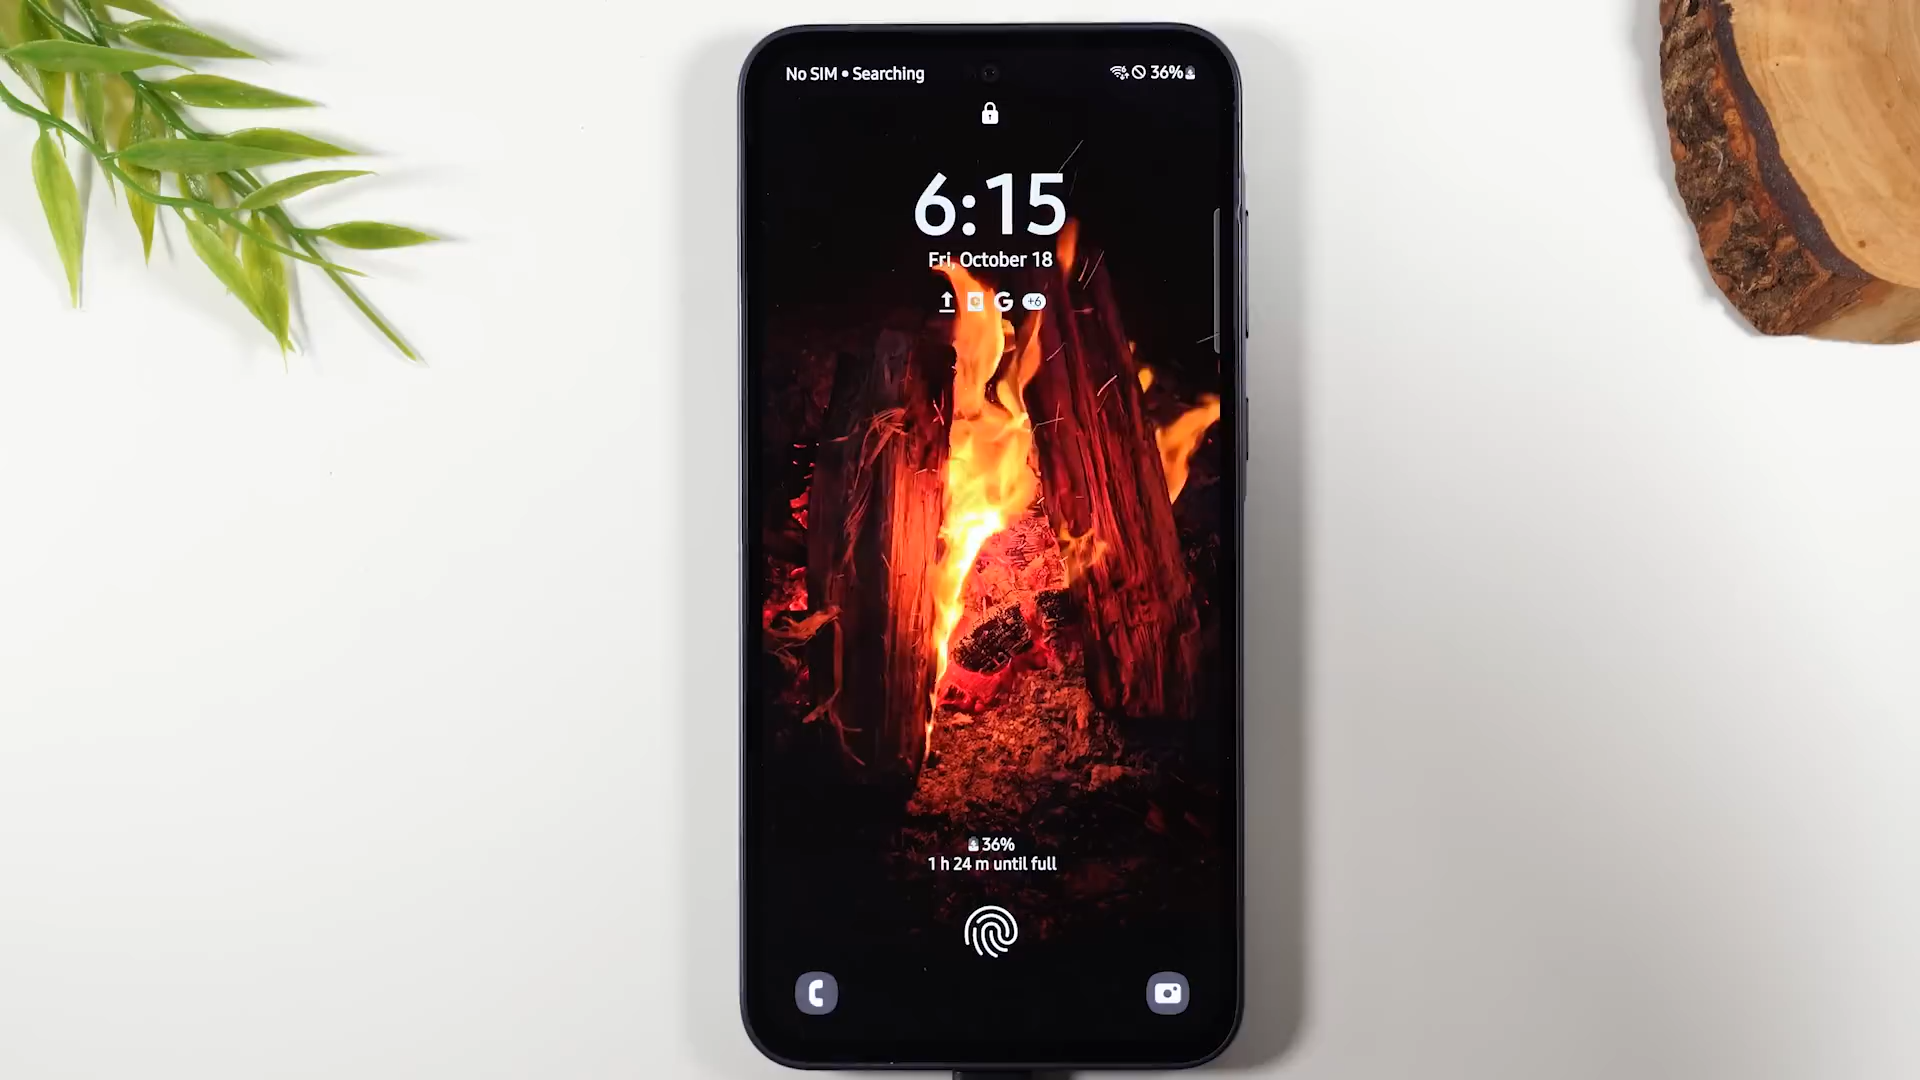 No SIM • Searching
36%
6:15
Fri, October 18
G +6
36%
1 h 24 m until full